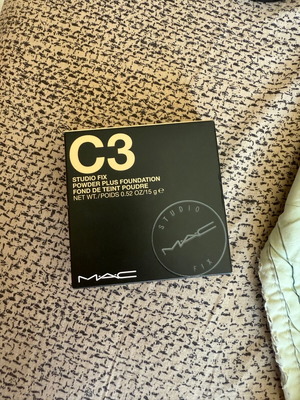 C3
STUDIO FIX
POWDER PLUS FOUNDATION
FOND DE TEINT POUDRE
NET WT./POIDS 0.52 OZ/15 g ℮
STUDIO
MAC
FIX
MAC